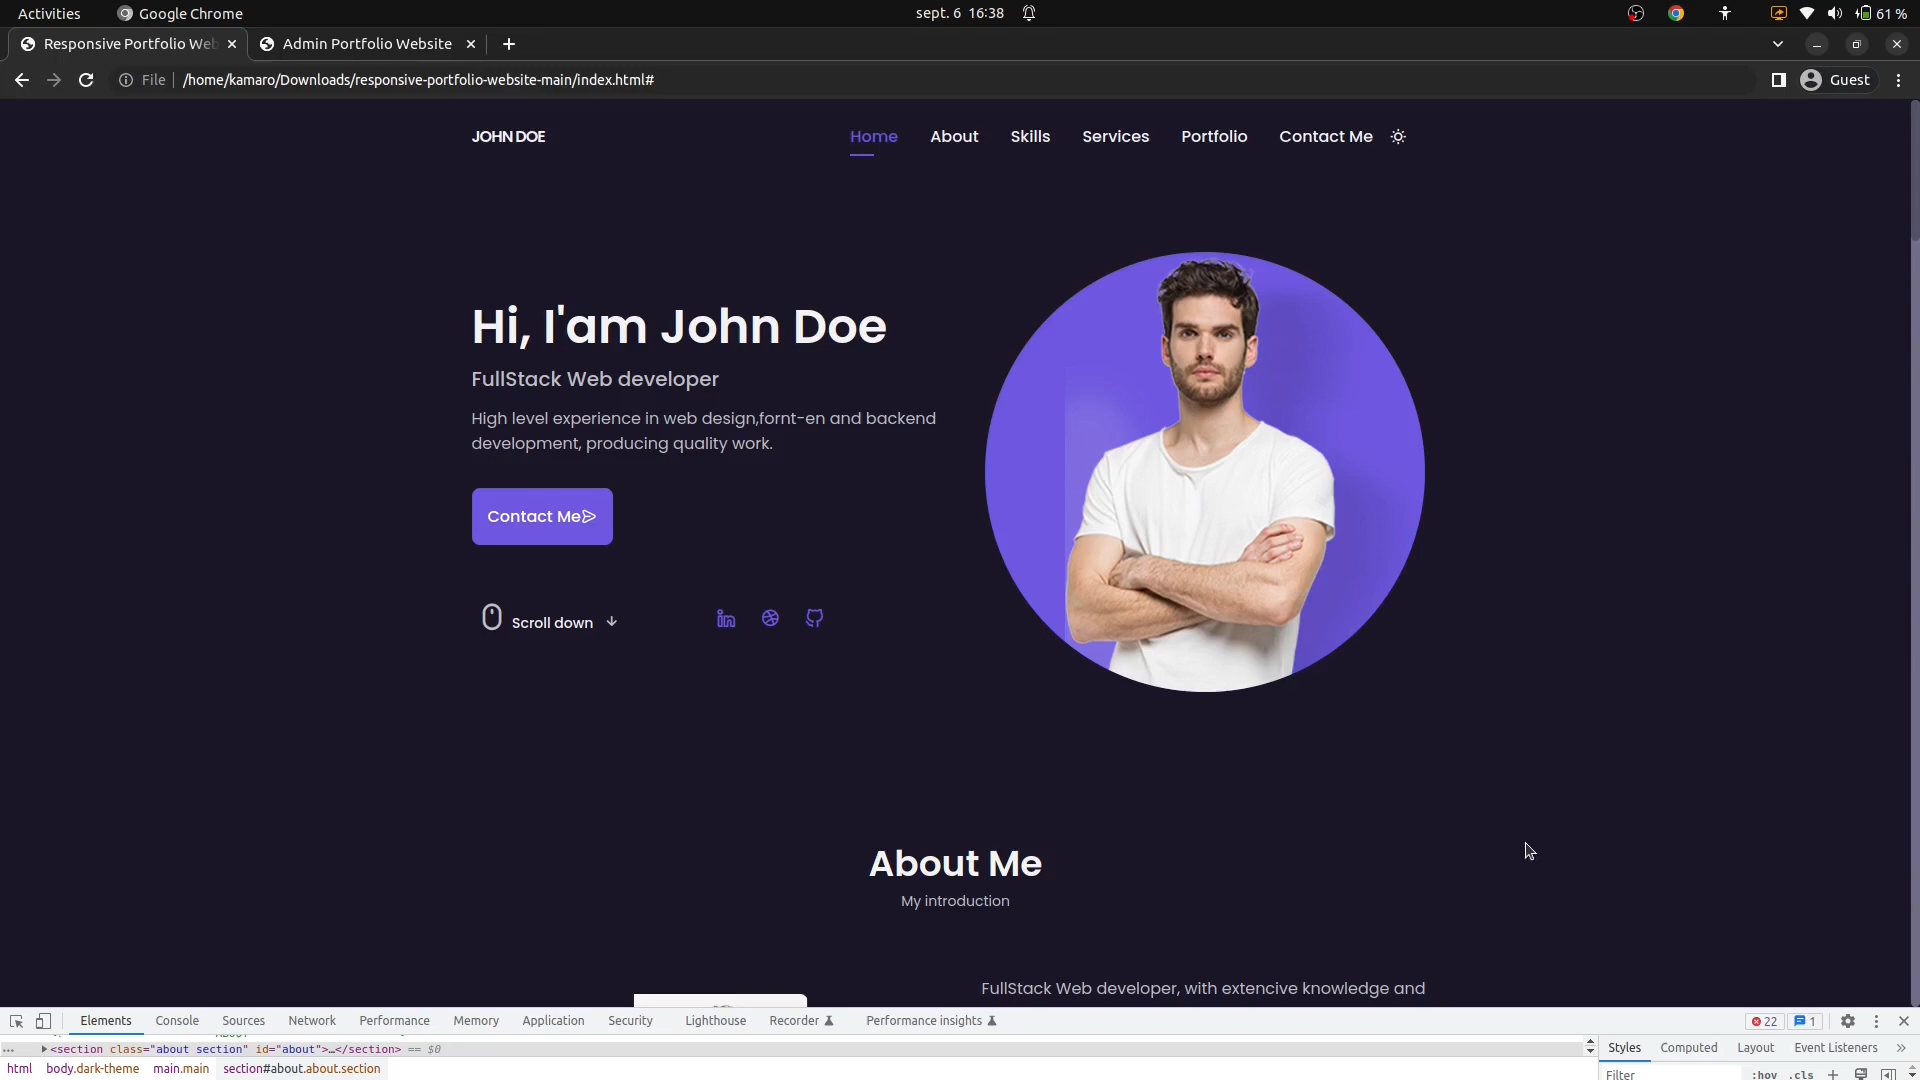 Activities
Google Chrome
sept. 6 16:38
61 %
Responsive Portfolio Web
Admin Portfolio Website
File
/home/kamaro/Downloads/responsive-portfolio-website-main/index.html#
Guest
JOHN DOE
Home
About
Skills
Services
Portfolio
Contact Me
Hi, I'am John Doe
FullStack Web developer
High level experience in web design,fornt-en and backend
development, producing quality work.
Contact Me
Scroll down
About Me
My introduction
FullStack Web developer, with extencive knowledge and
Elements
Console
Sources
Network
Performance
Memory
Application
Security
Lighthouse
Recorder
Performance insights
22
1
<section class="about section" id="about">…</section> == $0
Styles
Computed
Layout
Event Listeners
html
body.dark-theme
main.main
section#about.about.section
Filter
:hov
.cls